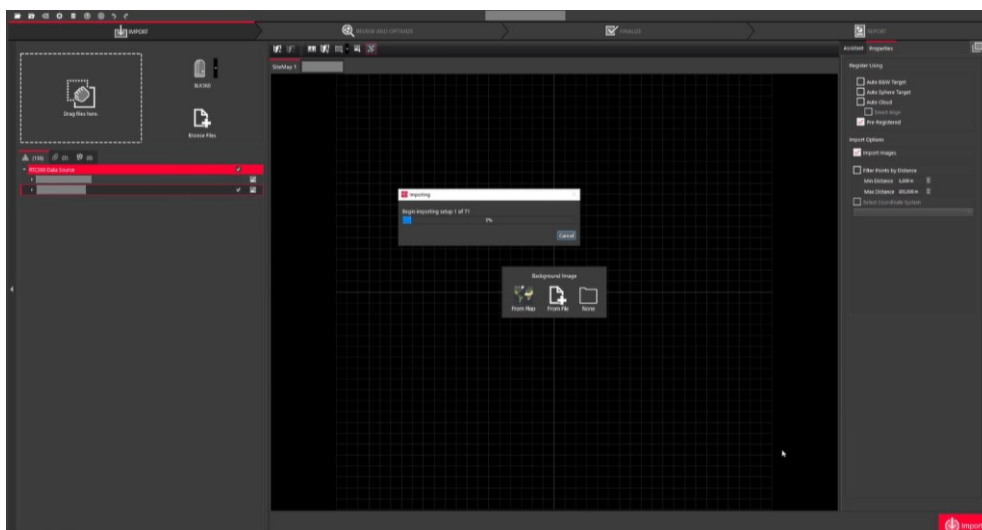 IMPORT
REVIEW AND OPTIMIZE
FINALIZE
REPORT
Drag files here.
BLK360
Browse Files
(0)
RTC360 Data Source
SiteMap 1
Importing
Begin importing setup 1 of 71
Cancel
Background Image
From Map
From File
None
Assistant
Properties
Register Using
Auto B&W Target
Auto Sphere Target
Auto Cloud
Smart Align
Pre-Registered
Import Options
Import Images
Filter Points by Distance
Min Distance
Max Distance
Select Coordinate System
Import